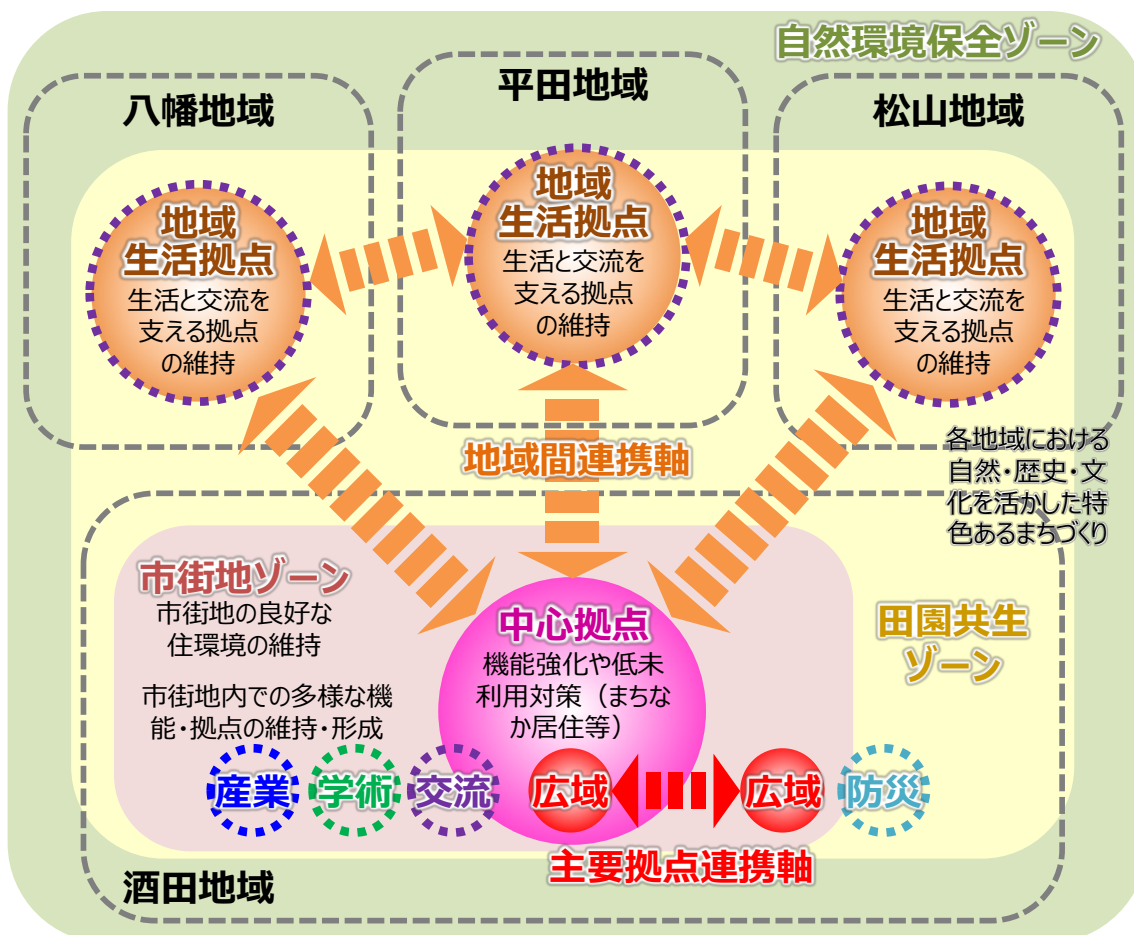 自然環境保全ゾーン
八幡地域
平田地域
松山地域
地域
生活拠点
生活と交流を
支える拠点
の維持
地域
生活拠点
生活と交流を
支える拠点
の維持
地域
生活拠点
生活と交流を
支える拠点
の維持
地域間連携軸
各地域における
自然・歴史・文
化を活かした特
色あるまちづくり
市街地ゾーン
市街地の良好な
住環境の維持
市街地内での多様な機
能・拠点の維持・形成
中心拠点
機能強化や低未
利用対策（まちな
か居住等）
田園共生
ゾーン
産業
学術
交流
広域
広域
防災
主要拠点連携軸
酒田地域